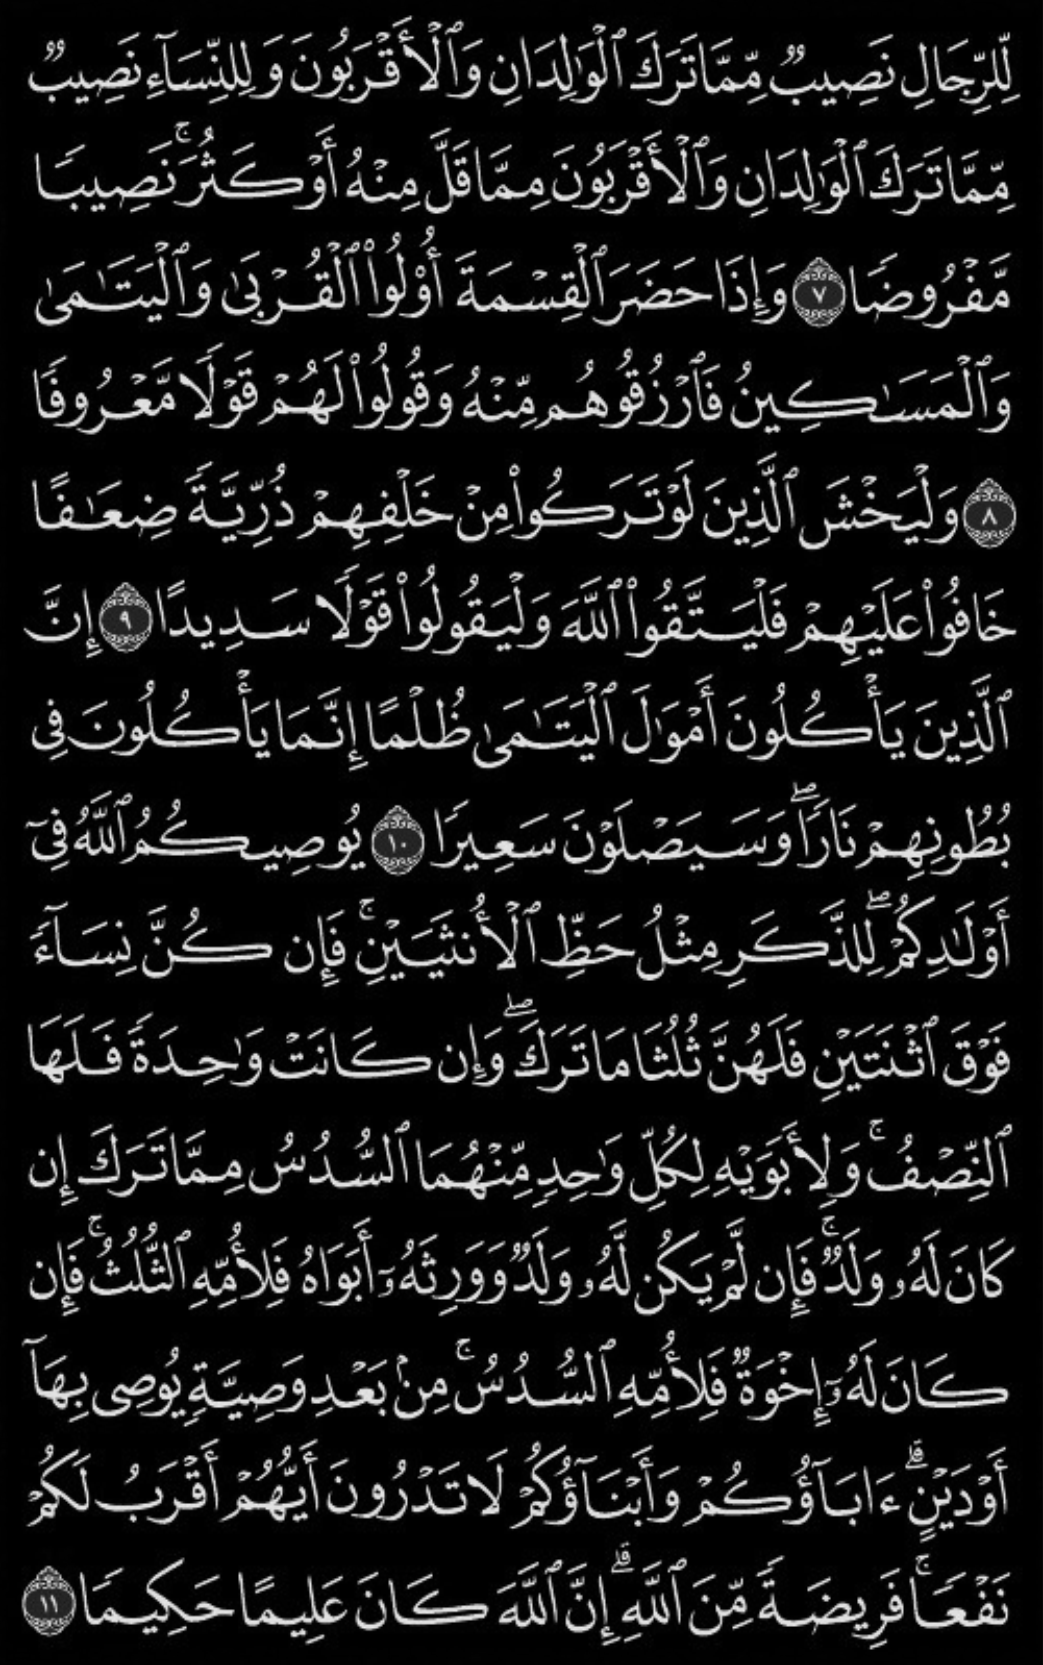 لِّلرِّجَالِ نَصِيبٌ مِّمَّا تَرَكَ ٱلْوَٰلِدَانِ وَٱلْأَقْرَبُونَ وَلِلنِّسَآءِ نَصِيبٌ
مِّمَّا تَرَكَ ٱلْوَٰلِدَانِ وَٱلْأَقْرَبُونَ مِمَّا قَلَّ مِنْهُ أَوْ كَثُرَ ۚ نَصِيبًا
مَّفْرُوضًا ٧ وَإِذَا حَضَرَ ٱلْقِسْمَةَ أُو۟لُوا۟ ٱلْقُرْبَىٰ وَٱلْيَتَٰمَىٰ
وَٱلْمَسَٰكِينُ فَٱرْزُقُوهُم مِّنْهُ وَقُولُوا۟ لَهُمْ قَوْلًا مَّعْرُوفًا
٨ وَلْيَخْشَ ٱلَّذِينَ لَوْ تَرَكُوا۟ مِنْ خَلْفِهِمْ ذُرِّيَّةً ضِعَٰفًا
خَافُوا۟ عَلَيْهِمْ فَلْيَتَّقُوا۟ ٱللَّهَ وَلْيَقُولُوا۟ قَوْلًا سَدِيدًا ٩ إِنَّ
ٱلَّذِينَ يَأْكُلُونَ أَمْوَٰلَ ٱلْيَتَٰمَىٰ ظُلْمًا إِنَّمَا يَأْكُلُونَ فِى
بُطُونِهِمْ نَارًا ۖ وَسَيَصْلَوْنَ سَعِيرًا ١٠ يُوصِيكُمُ ٱللَّهُ فِىٓ
أَوْلَٰدِكُمْ ۖ لِلذَّكَرِ مِثْلُ حَظِّ ٱلْأُنثَيَيْنِ ۚ فَإِن كُنَّ نِسَآءً
فَوْقَ ٱثْنَتَيْنِ فَلَهُنَّ ثُلُثَا مَا تَرَكَ ۖ وَإِن كَانَتْ وَٰحِدَةً فَلَهَا
ٱلنِّصْفُ ۚ وَلِأَبَوَيْهِ لِكُلِّ وَٰحِدٍ مِّنْهُمَا ٱلسُّدُسُ مِمَّا تَرَكَ إِن
كَانَ لَهُۥ وَلَدٌ ۚ فَإِن لَّمْ يَكُن لَّهُۥ وَلَدٌ وَوَرِثَهُۥٓ أَبَوَاهُ فَلِأُمِّهِ ٱلثُّلُثُ ۚ فَإِن
كَانَ لَهُۥٓ إِخْوَةٌ فَلِأُمِّهِ ٱلسُّدُسُ ۚ مِنۢ بَعْدِ وَصِيَّةٍ يُوصِى بِهَآ
أَوْ دَيْنٍ ۗ ءَابَآؤُكُمْ وَأَبْنَآؤُكُمْ لَا تَدْرُونَ أَيُّهُمْ أَقْرَبُ لَكُمْ
نَفْعًا ۚ فَرِيضَةً مِّنَ ٱللَّهِ ۗ إِنَّ ٱللَّهَ كَانَ عَلِيمًا حَكِيمًا ١١